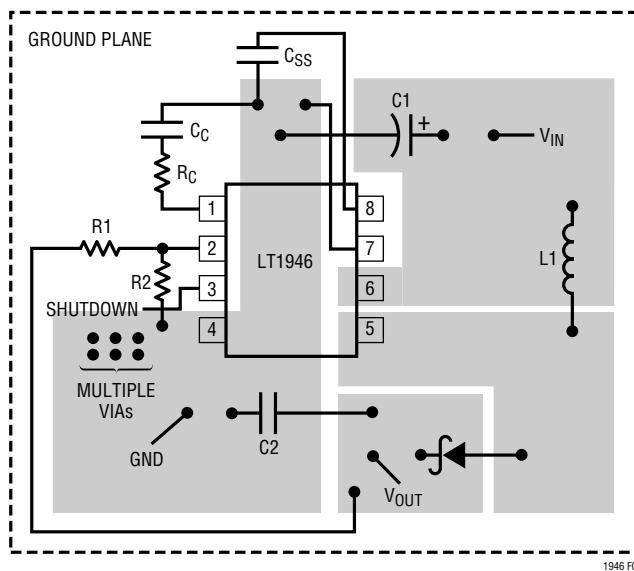 GROUND PLANE
CSS
C1
+
CC
VIN
RC
1
8
R1
2
7
LT1946
L1
R2
3
6
SHUTDOWN
4
5
MULTIPLE
VIAs
C2
GND
VOUT